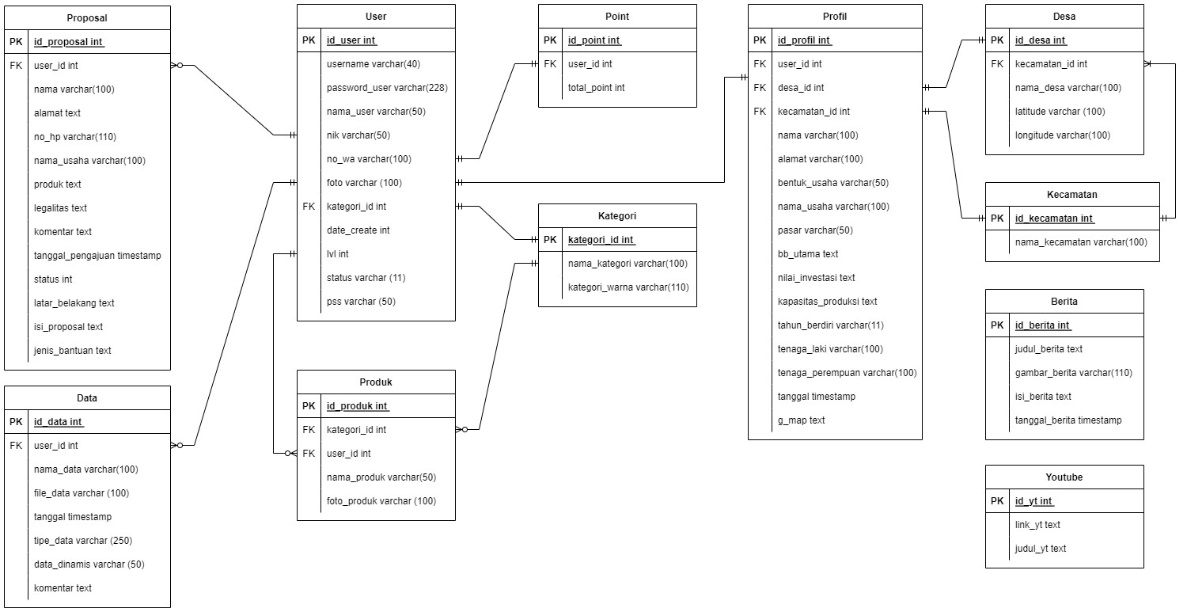 Proposal
PK id_proposal int
FK user_id int
nama varchar(100)
alamat text
no_hp varchar(110)
nama_usaha varchar(100)
produk text
legalitas text
komentar text
tanggal_pengajuan timestamp
status int
latar_belakang text
isi_proposal text
jenis_bantuan text
Data
PK id_data int
FK user_id int
nama_data varchar(100)
file_data varchar (100)
tanggal timestamp
tipe_data varchar (250)
data_dinamis varchar (50)
komentar text
User
PK id_user int
username varchar(40)
password_user varchar(228)
nama_user varchar(50)
nik varchar(50)
no_wa varchar(100)
foto varchar (100)
FK kategori_id int
date_create int
lvl int
status varchar (11)
pss varchar (50)
Produk
PK id_produk int
FK kategori_id int
FK user_id int
nama_produk varchar(50)
foto_produk varchar (100)
Point
PK id_point int
FK user_id int
total_point int
Kategori
PK kategori_id int
nama_kategori varchar(100)
kategori_warna varchar(110)
Profil
PK id_profil int
FK user_id int
FK desa_id int
FK kecamatan_id int
nama varchar(100)
alamat varchar(100)
bentuk_usaha varchar(50)
nama_usaha varchar(100)
pasar varchar(50)
bb_utama text
nilai_investasi text
kapasitas_produksi text
tahun_berdiri varchar(11)
tenaga_laki varchar(100)
tenaga_perempuan varchar(100)
tanggal timestamp
g_map text
Desa
PK id_desa int
FK kecamatan_id int
nama_desa varchar(100)
latitude varchar (100)
longitude varchar(100)
Kecamatan
PK id_kecamatan int
nama_kecamatan varchar(100)
Berita
PK id_berita int
judul_berita text
gambar_berita varchar(110)
isi_berita text
tanggal_berita timestamp
Youtube
PK id_yt int
link_yt text
judul_yt text